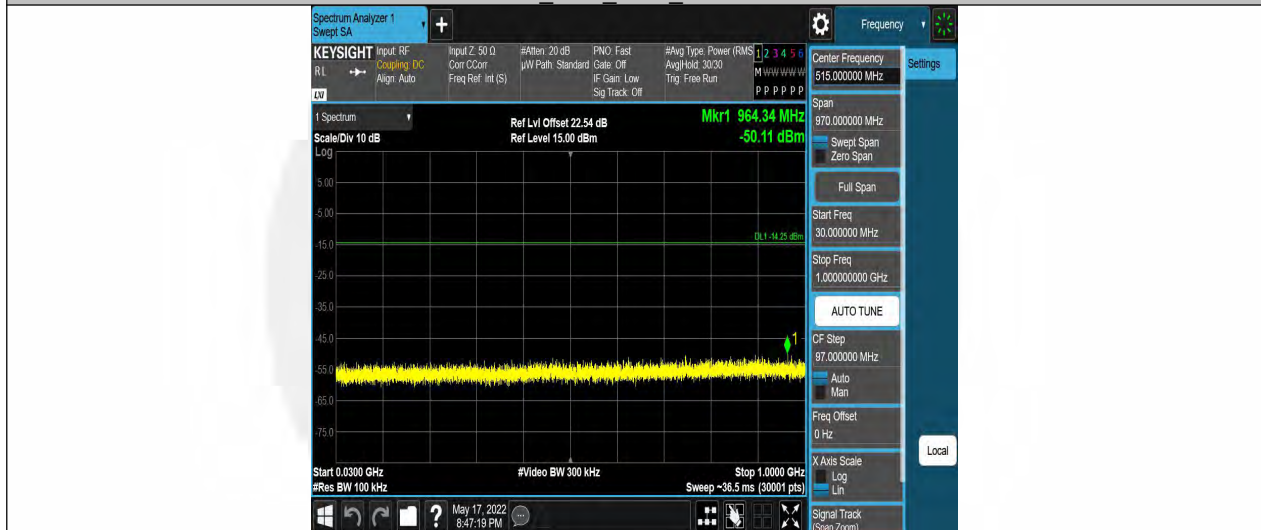 Spectrum Analyzer 1
Swept SA
Frequency
KEYSIGHT
Input: RF
Coupling: DC
Align: Auto
Input Z: 50 Ω
Corr CCorr
Freq Ref: Int (S)
#Atten: 20 dB
µW Path: Standard
PNO: Fast
Gate: Off
IF Gain: Low
Sig Track: Off
#Avg Type: Power (RMS
Avg|Hold: 30/30
Trig: Free Run
1 2 3 4 5 6
M W W W W W
P P P P P P
RL
LXI
1 Spectrum
Scale/Div 10 dB
Ref Lvl Offset 22.54 dB
Ref Level 15.00 dBm
Mkr1 964.34 MHz
-50.11 dBm
Log
5.00
-5.00
-15.0
-25.0
-35.0
-45.0
-55.0
-65.0
-75.0
DL1 -14.25 dBm
1
Start 0.0300 GHz
#Res BW 100 kHz
#Video BW 300 kHz
Stop 1.0000 GHz
Sweep ~36.5 ms (30001 pts)
?
May 17, 2022
8:47:19 PM
Center Frequency
515.000000 MHz
Span
970.000000 MHz
Swept Span
Zero Span
Full Span
Start Freq
30.000000 MHz
Stop Freq
1.000000000 GHz
AUTO TUNE
CF Step
97.000000 MHz
Auto
Man
Freq Offset
0 Hz
X Axis Scale
Log
Lin
Signal Track
(Span Zoom)
Settings
Local